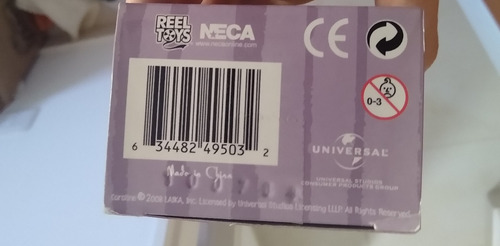 REEL
TOYS
NECA
www.necaonline.com
CE
0-3
6 34482 49503 2
Made in China
UNIVERSAL
UNIVERSAL STUDIOS
CONSUMER PRODUCTS GROUP
Coraline © 2008 LAIKA, INC. Licensed by Universal Studios Licensing LLLP. All Rights Reserved.